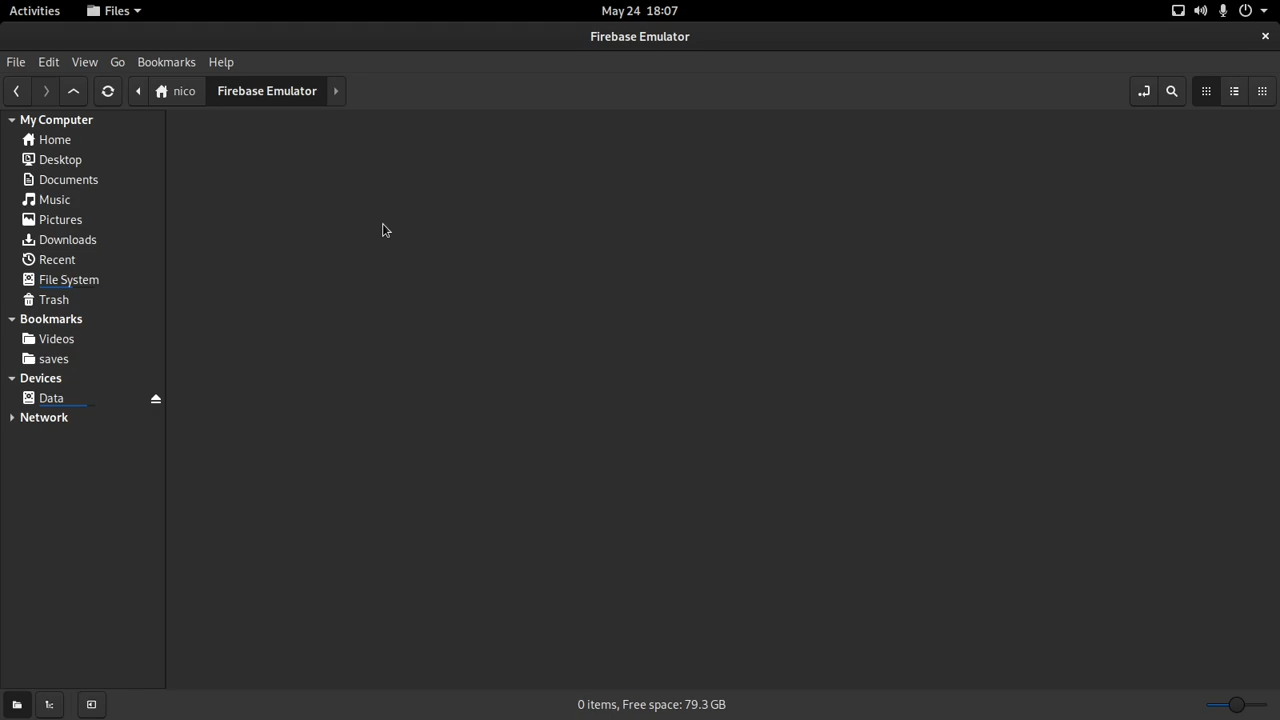 Activities Files May 24 18:07
Firebase Emulator
File Edit View Go Bookmarks Help
nico Firebase Emulator
My Computer
Home
Desktop
Documents
Music
Pictures
Downloads
Recent
File System
Trash
Bookmarks
Videos
saves
Devices
Data
Network
0 items, Free space: 79.3 GB